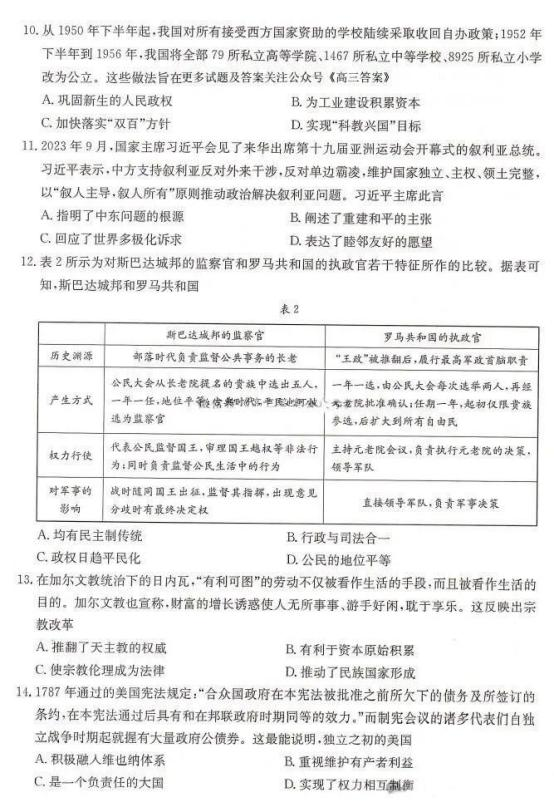 10. 从 1950 年下半年起,我国对所有接受西方国家资助的学校陆续采取收回自办政策;1952 年
下半年到 1956 年,我国将全部 79 所私立高等学院、1467 所私立中等学校、8925 所私立小学
改为公立。这些做法旨在更多试题及答案关注公众号《高三答案》
A. 巩固新生的人民政权 B. 为工业建设积累资本
C. 加快落实“双百”方针 D. 实现“科教兴国”目标
11. 2023 年 9 月,国家主席习近平会见了来华出席第十九届亚洲运动会开幕式的叙利亚总统。
习近平表示,中方支持叙利亚反对外来干涉,反对单边霸凌,维护国家独立、主权、领土完整,
以“叙人主导,叙人所有”原则推动政治解决叙利亚问题。习近平主席此言
A. 指明了中东问题的根源 B. 阐述了重建和平的主张
C. 回应了世界多极化诉求 D. 表达了睦邻友好的愿望
12. 表 2 所示为对斯巴达城邦的监察官和罗马共和国的执政官若干特征所作的比较。据表可
知,斯巴达城邦和罗马共和国
表 2
斯巴达城邦的监察官 罗马共和国的执政官
历史渊源 部落时代负责监督公共事务的长老 “王政”被推翻后,履行最高军政首脑职责
产生方式
公民大会从长老院提名的贵族中选出五人,
一年一任,地位平等;古典时代,平民也可被
选为监察官
一年一选,由公民大会每次选举两人,再经
元老院批准确认;任期一年,起初仅限贵族
参选,后扩大到所有自由民
权力行使
代表公民监督国王,审理国王越权等非法行
为;同时负责监督公民生活中的行为
主持元老院会议,负责执行元老院的决策,
领导军队
对军事的
影响
战时随同国王出征,监督其指挥,出现意见
分歧时有最终决定权
直接领导军队,负责军事决策
A. 均有民主制传统 B. 行政与司法合一
C. 政权日趋平民化 D. 公民的地位平等
13. 在加尔文教统治下的日内瓦,“有利可图”的劳动不仅被看作生活的手段,而且被看作生活的
目的。加尔文教也宣称,财富的增长诱惑使人无所事事、游手好闲,耽于享乐。这反映出宗
教改革
A. 推翻了天主教的权威 B. 有利于资本原始积累
C. 使宗教伦理成为法律 D. 推动了民族国家形成
14. 1787 年通过的美国宪法规定:“合众国政府在本宪法被批准之前所欠下的债务及所签订的
条约,在本宪法通过后具有和在邦联政府时期同等的效力。”而制宪会议的诸多代表们自独
立战争时期起就握有大量政府公债券。这最能说明,独立之初的美国
A. 积极融入维也纳体系 B. 重视维护有产者利益
C. 是一个负责任的大国 D. 实现了权力相互制衡